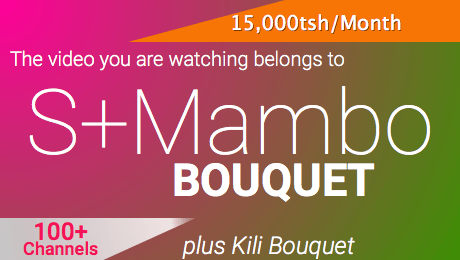 15,000tsh/Month
The video you are watching belongs to
S+Mambo
BOUQUET
100+
Channels
plus Kili Bouquet